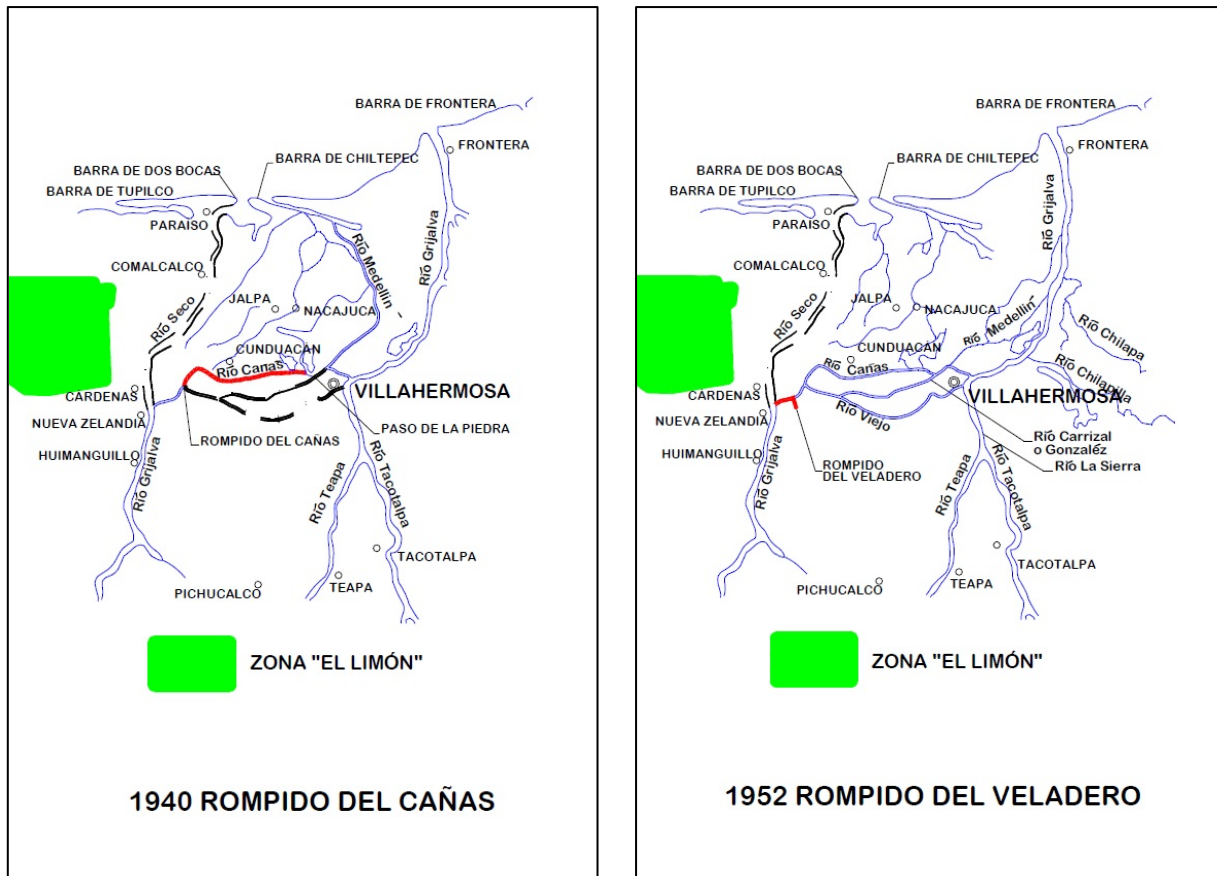 BARRA DE FRONTERA
FRONTERA
BARRA DE CHILTEPEC
BARRA DE DOS BOCAS
BARRA DE TUPILCO
PARAISO
Río Grijalva
Río Medellin
COMALCALCO
JALPA
NACAJUCA
Río Seco
CUNDUACAN
Río Cañas
CARDENAS
VILLAHERMOSA
NUEVA ZELANDIA
PASO DE LA PIEDRA
ROMPIDO DEL CAÑAS
HUIMANGUILLO
Río Grijalva
Río Teapa
Río Tacotalpa
TACOTALPA
TEAPA
PICHUCALCO
ZONA "EL LIMÓN"
1940 ROMPIDO DEL CAÑAS
BARRA DE FRONTERA
FRONTERA
BARRA DE CHILTEPEC
BARRA DE DOS BOCAS
BARRA DE TUPILCO
PARAISO
Río Grijalva
COMALCALCO
JALPA
NACAJUCA
Río Seco
Río Medellin
Río Chilapa
CUNDUACAN
Río Chilapilla
Río Cañas
CARDENAS
VILLAHERMOSA
NUEVA ZELANDIA
Río Viejo
Río Carrizal
o Gonzaléz
Río La Sierra
HUIMANGUILLO
ROMPIDO
DEL VELADERO
Río Grijalva
Río Teapa
Río Tacotalpa
TACOTALPA
TEAPA
PICHUCALCO
ZONA "EL LIMÓN"
1952 ROMPIDO DEL VELADERO